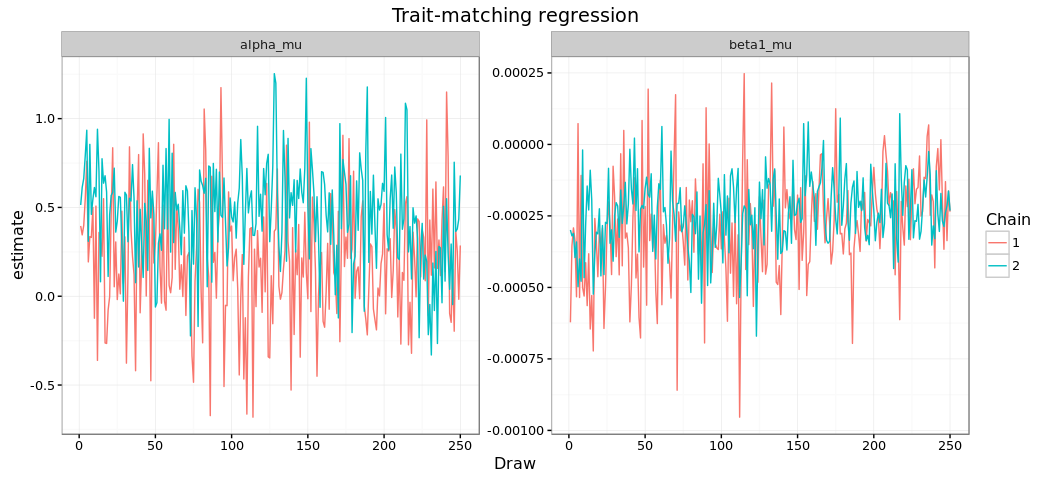 Trait-matching regression
alpha_mu
beta1_mu
estimate
1.0
0.5
0.0
-0.5
0.00025
0.00000
-0.00025
-0.00050
-0.00075
-0.00100
0 50 100 150 200 250
0 50 100 150 200 250
Draw
Chain
1
2